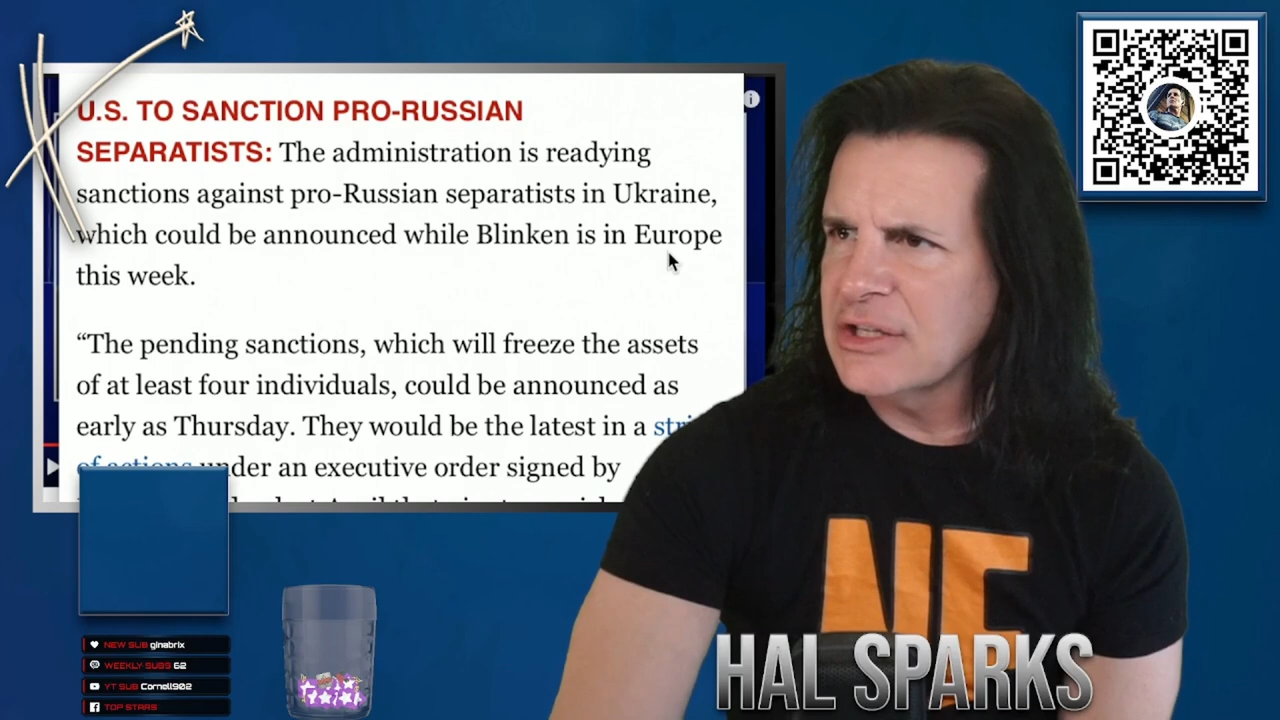 U.S. TO SANCTION PRO-RUSSIAN
SEPARATISTS: The administration is readying
sanctions against pro-Russian separatists in Ukraine,
which could be announced while Blinken is in Europe
this week.
“The pending sanctions, which will freeze the assets
of at least four individuals, could be announced as
early as Thursday. They would be the latest in a
of actions under an executive order signed by
NE
HAL SPARKS
NEW SUB ginabrix
WEEKLY SUBS 62
YT SUB Cornell902
TOP STARS